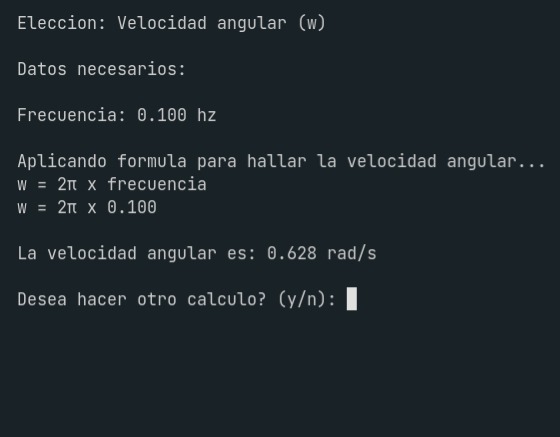 Eleccion: Velocidad angular (w)
Datos necesarios:
Frecuencia: 0.100 hz
Aplicando formula para hallar la velocidad angular...
w = 2π x frecuencia
w = 2π x 0.100
La velocidad angular es: 0.628 rad/s
Desea hacer otro calculo? (y/n):